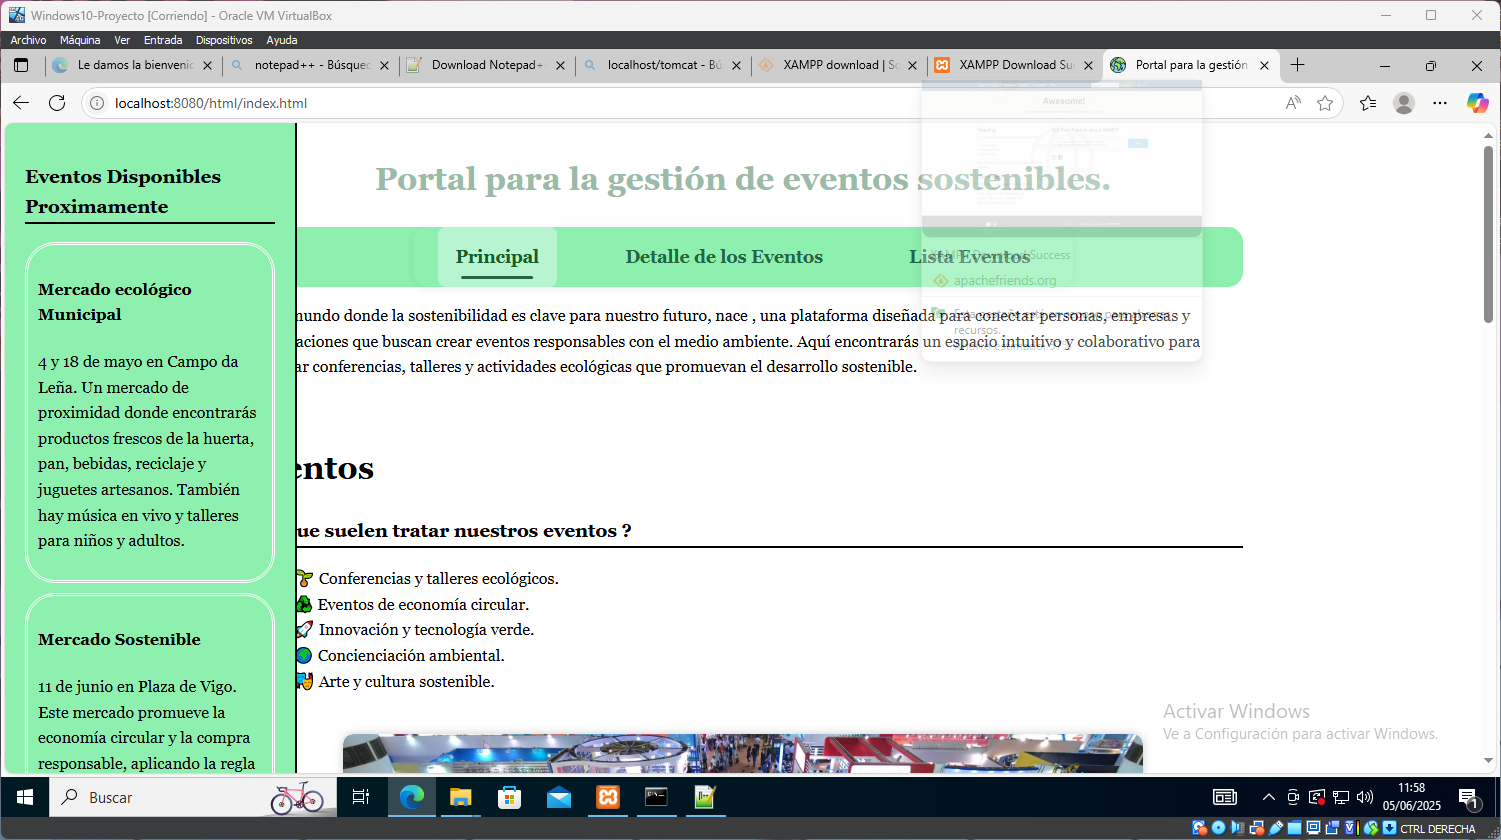 Windows10-Proyecto [Corriendo] - Oracle VM VirtualBox
Archivo Máquina Ver Entrada Dispositivos Ayuda
Le damos la bienvenid
notepad++ - Búsque
Download Notepad+
localhost/tomcat - Bú
XAMPP download | So
XAMPP Download Su
Portal para la gestión
localhost:8080/html/index.html
Awesome!
Eventos Disponibles
Proximamente
Mercado ecológico
Municipal
4 y 18 de mayo en Campo da
Leña. Un mercado de
proximidad donde encontrarás
productos frescos de la huerta,
pan, bebidas, reciclaje y
juguetes artesanos. También
hay música en vivo y talleres
para niños y adultos.
Mercado Sostenible
11 de junio en Plaza de Vigo.
Este mercado promueve la
economía circular y la compra
responsable, aplicando la regla
Portal para la gestión de eventos sostenibles.
Principal
Detalle de los Eventos
Lista Eventos
XAMPP Download Success
apachefriends.org
recursos.
mundo donde la sostenibilidad es clave para nuestro futuro, nace , una plataforma diseñada para conectar personas, empresas y
aciones que buscan crear eventos responsables con el medio ambiente. Aquí encontrarás un espacio intuitivo y colaborativo para
ar conferencias, talleres y actividades ecológicas que promuevan el desarrollo sostenible.
entos
ue suelen tratar nuestros eventos ?
Conferencias y talleres ecológicos.
Eventos de economía circular.
Innovación y tecnología verde.
Concienciación ambiental.
Arte y cultura sostenible.
Activar Windows
Ve a Configuración para activar Windows.
Buscar
11:58
05/06/2025
1
CTRL DERECHA